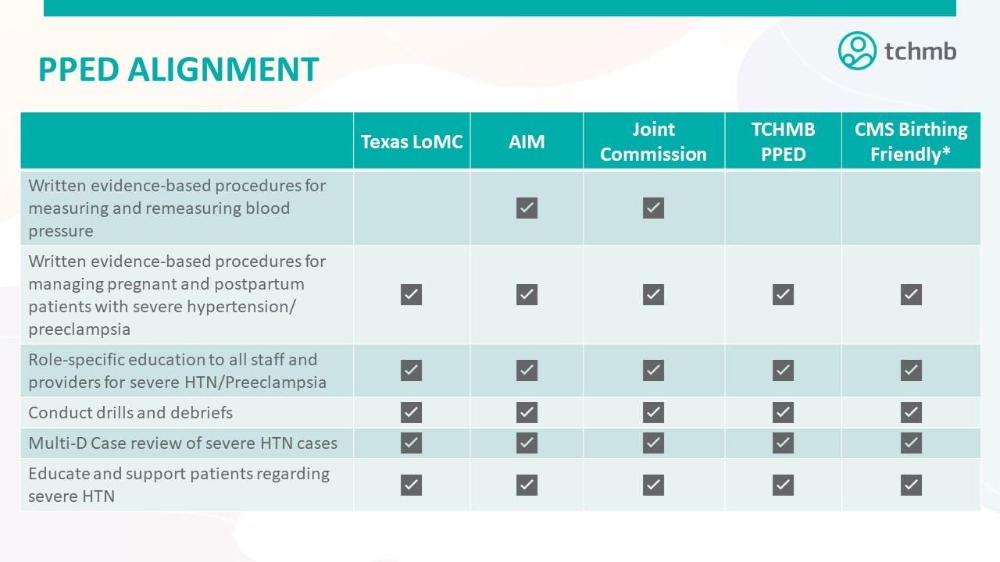 tchmb
PPED ALIGNMENT
Texas LoMC
AIM
Joint
Commission
TCHMB
PPED
CMS Birthing
Friendly*
Written evidence-based procedures for
measuring and remeasuring blood
pressure
Written evidence-based procedures for
managing pregnant and postpartum
patients with severe hypertension/
preeclampsia
Role-specific education to all staff and
providers for severe HTN/Preeclampsia
Conduct drills and debriefs
Multi-D Case review of severe HTN cases
Educate and support patients regarding
severe HTN